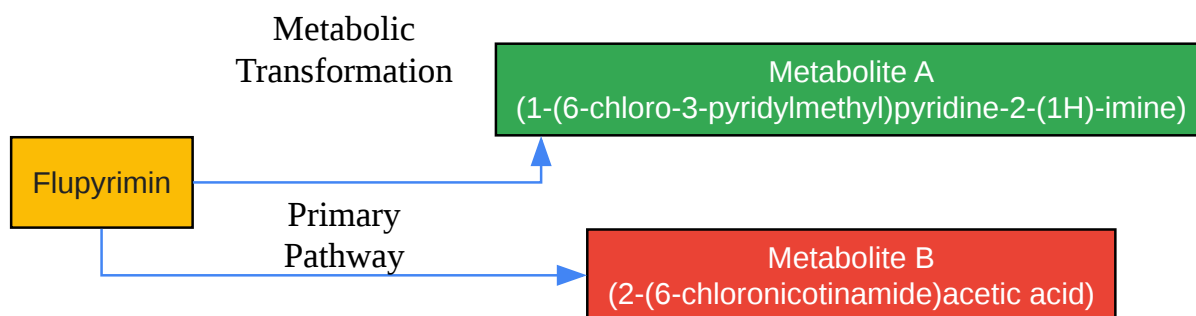 Metabolic
Transformation
Metabolite A
(1-(6-chloro-3-pyridylmethyl)pyridine-2-(1H)-imine)
Flupyrimin
Primary
Pathway
Metabolite B
(2-(6-chloronicotinamide)acetic acid)